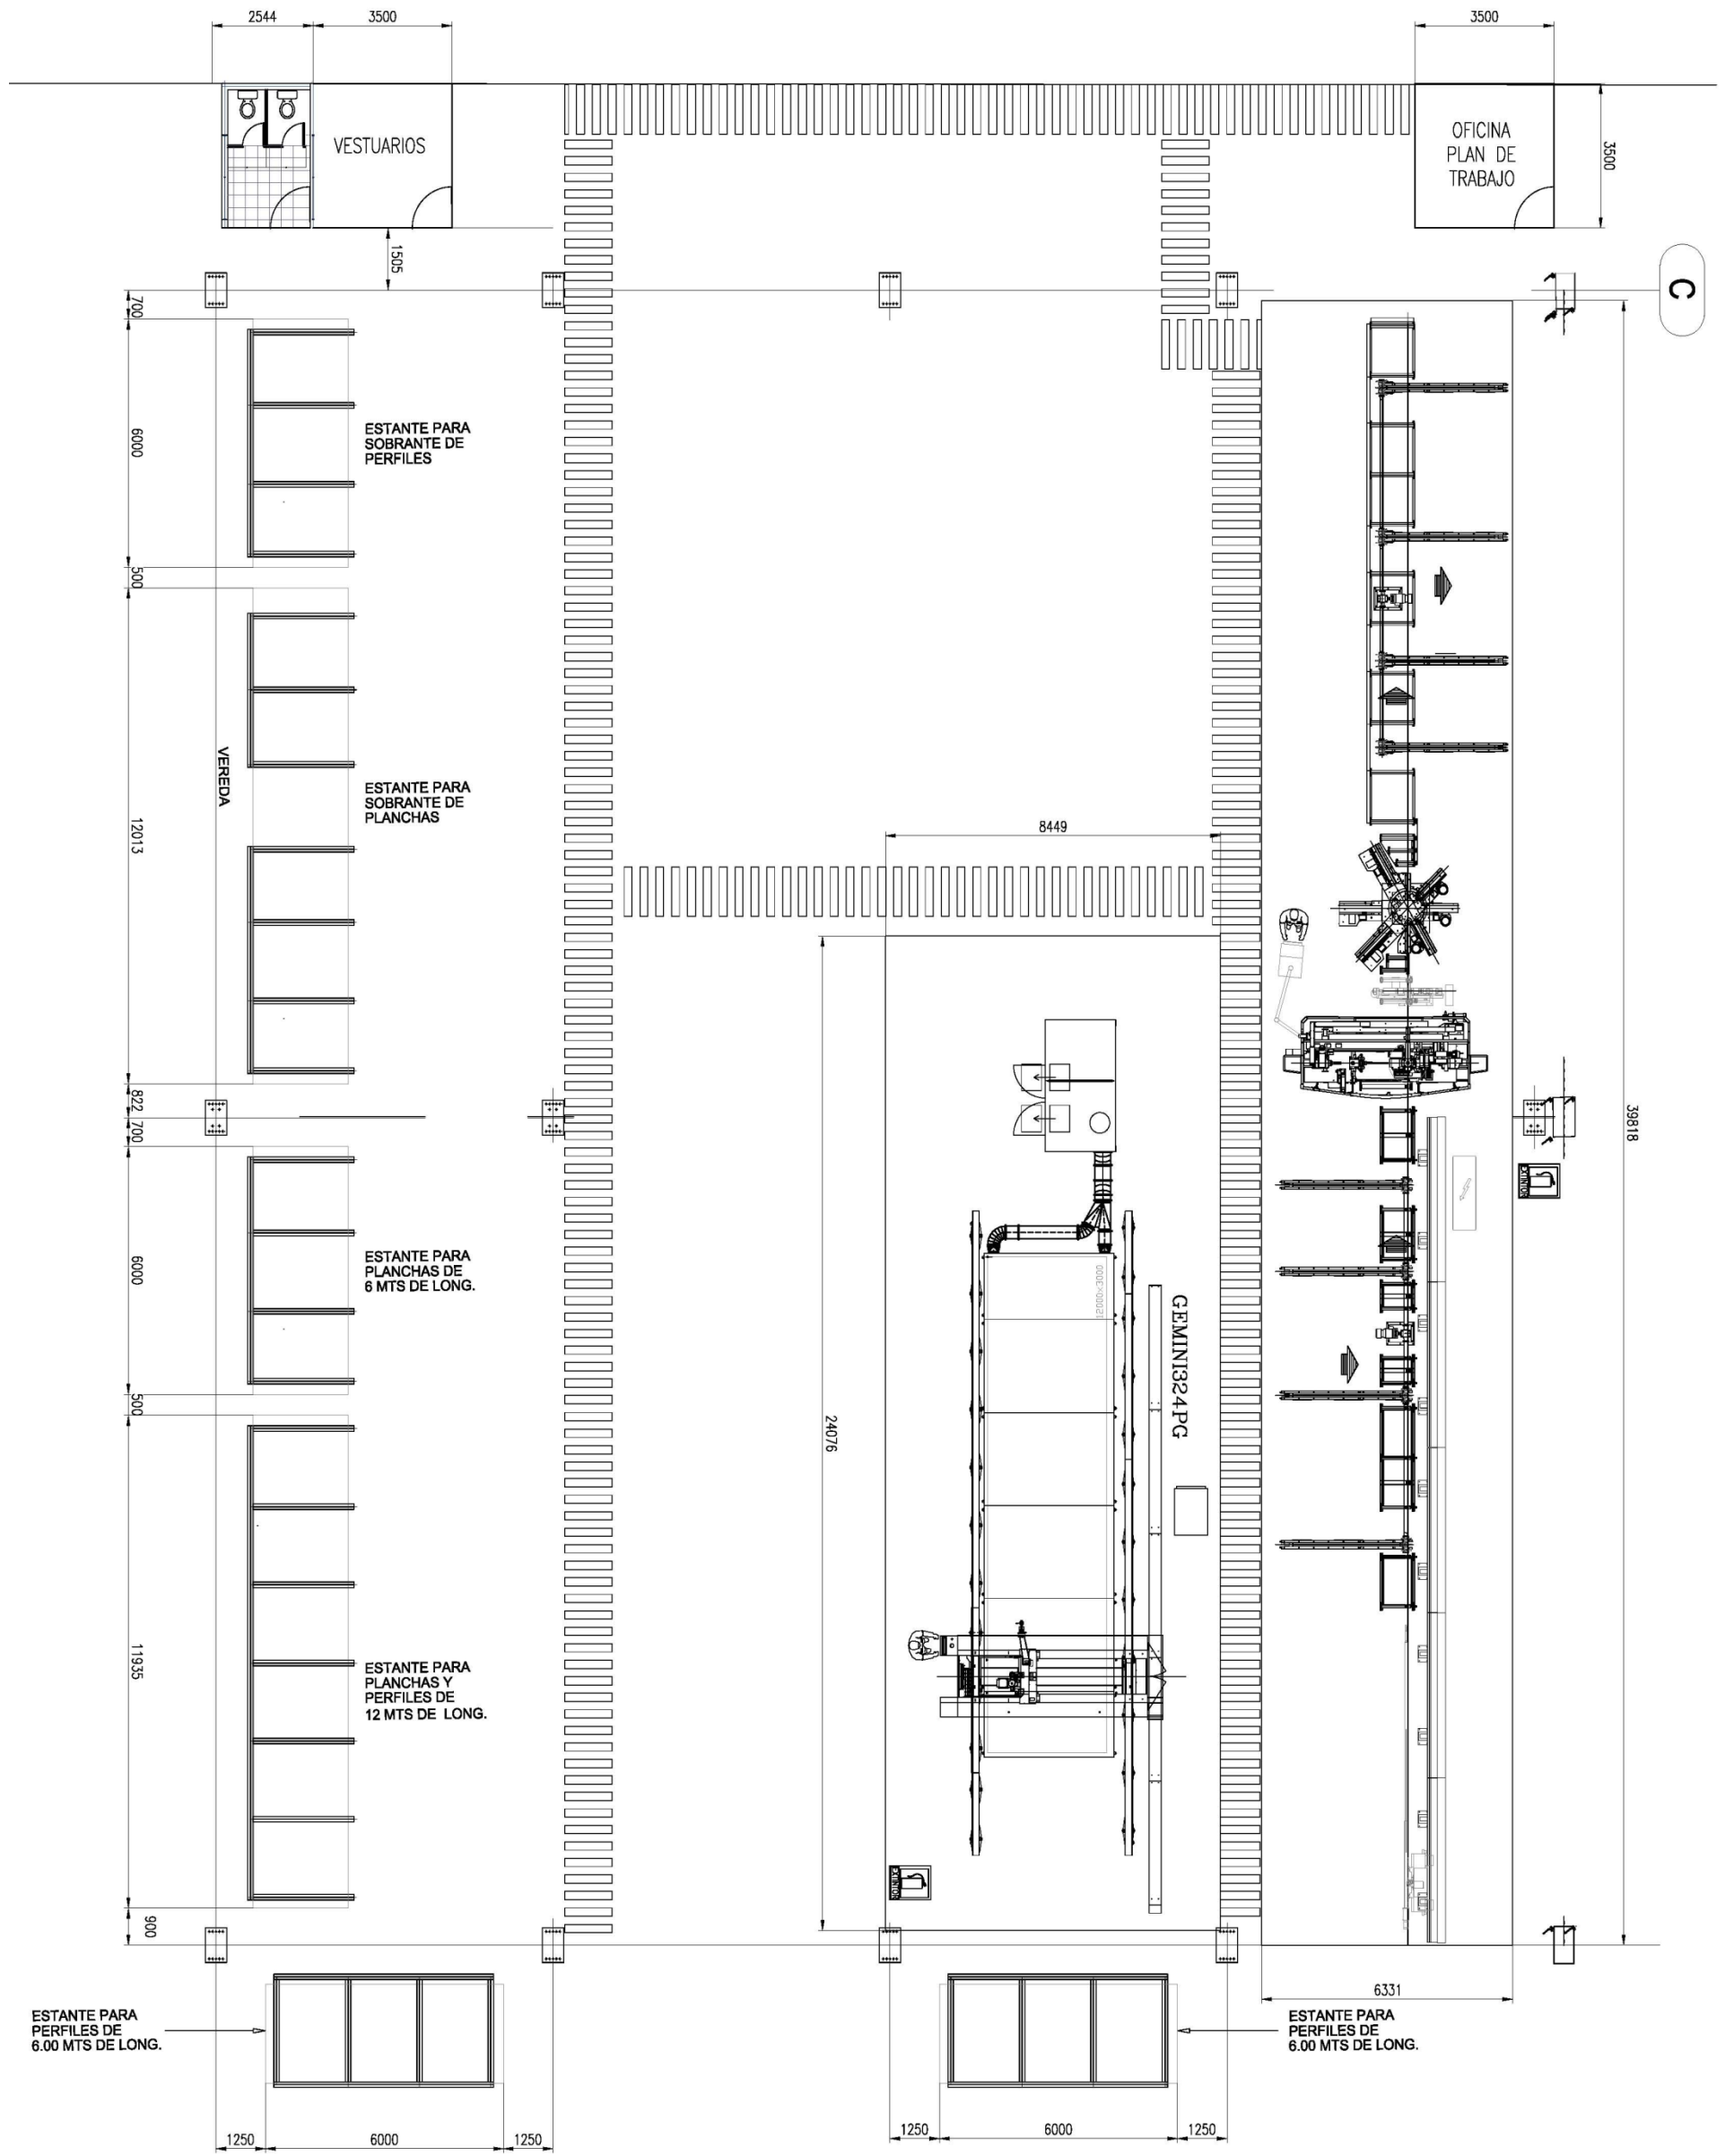 2544
3500
3500
VESTUARIOS
OFICINA
PLAN DE
TRABAJO
3500
1505
C
700
6000
ESTANTE PARA
SOBRANTE DE
PERFILES
500
VEREDA
12013
ESTANTE PARA
SOBRANTE DE
PLANCHAS
8449
39818
822
700
EXTINTOR
6000
ESTANTE PARA
PLANCHAS DE
6 MTS DE LONG.
12000x3000
GEMINI324PG
500
24076
11935
ESTANTE PARA
PLANCHAS Y
PERFILES DE
12 MTS DE LONG.
EXTINTOR
900
6331
ESTANTE PARA
PERFILES DE
6.00 MTS DE LONG.
ESTANTE PARA
PERFILES DE
6.00 MTS DE LONG.
1250
6000
1250
1250
6000
1250